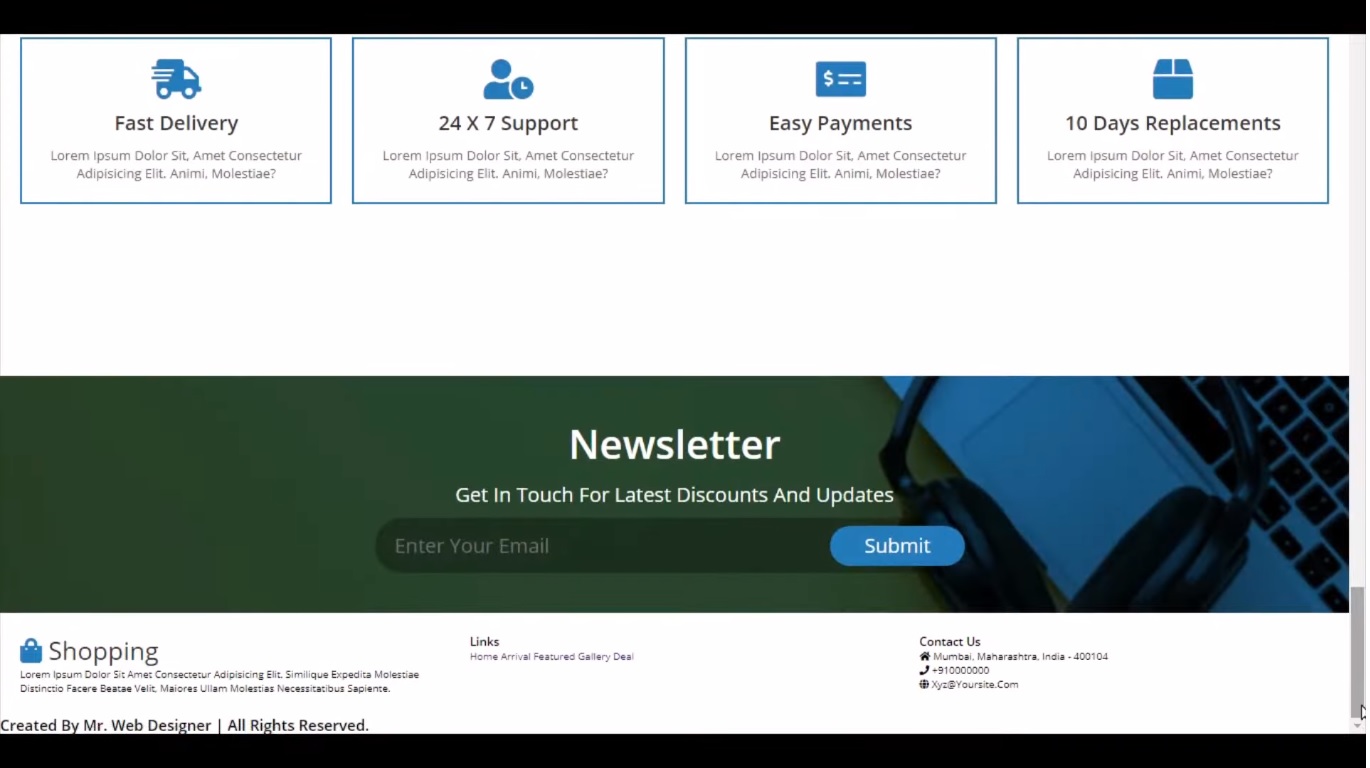 Fast Delivery
Lorem Ipsum Dolor Sit, Amet Consectetur
Adipisicing Elit. Animi, Molestiae?
24 X 7 Support
Lorem Ipsum Dolor Sit, Amet Consectetur
Adipisicing Elit. Animi, Molestiae?
Easy Payments
Lorem Ipsum Dolor Sit, Amet Consectetur
Adipisicing Elit. Animi, Molestiae?
10 Days Replacements
Lorem Ipsum Dolor Sit, Amet Consectetur
Adipisicing Elit. Animi, Molestiae?
Newsletter
Get In Touch For Latest Discounts And Updates
Enter Your Email
Submit
Shopping
Lorem Ipsum Dolor Sit Amet Consectetur Adipisicing Elit. Similique Expedita Molestiae
Distinctio Facere Beatae Velit, Maiores Ullam Molestias Necessitatibus Sapiente.
Links
Home Arrival Featured Gallery Deal
Contact Us
Mumbai, Maharashtra, India - 400104
+910000000
Xyz@Yoursite.Com
Created By Mr. Web Designer | All Rights Reserved.